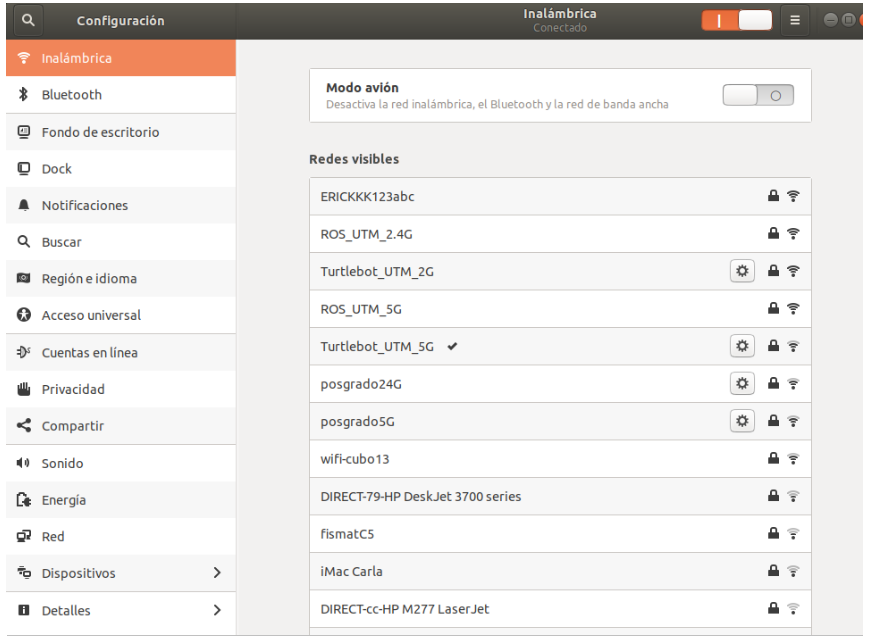 Configuración
Inalámbrica
Conectado
Inalámbrica
Bluetooth
Fondo de escritorio
Dock
Notificaciones
Buscar
Región e idioma
Acceso universal
Cuentas en línea
Privacidad
Compartir
Sonido
Energía
Red
Dispositivos
Detalles
Modo avión
Desactiva la red inalámbrica, el Bluetooth y la red de banda ancha
Redes visibles
ERICKKK123abc
ROS_UTM_2.4G
Turtlebot_UTM_2G
ROS_UTM_5G
Turtlebot_UTM_5G
posgrado24G
posgrado5G
wifi-cubo13
DIRECT-79-HP DeskJet 3700 series
fismatC5
iMac Carla
DIRECT-cc-HP M277 LaserJet